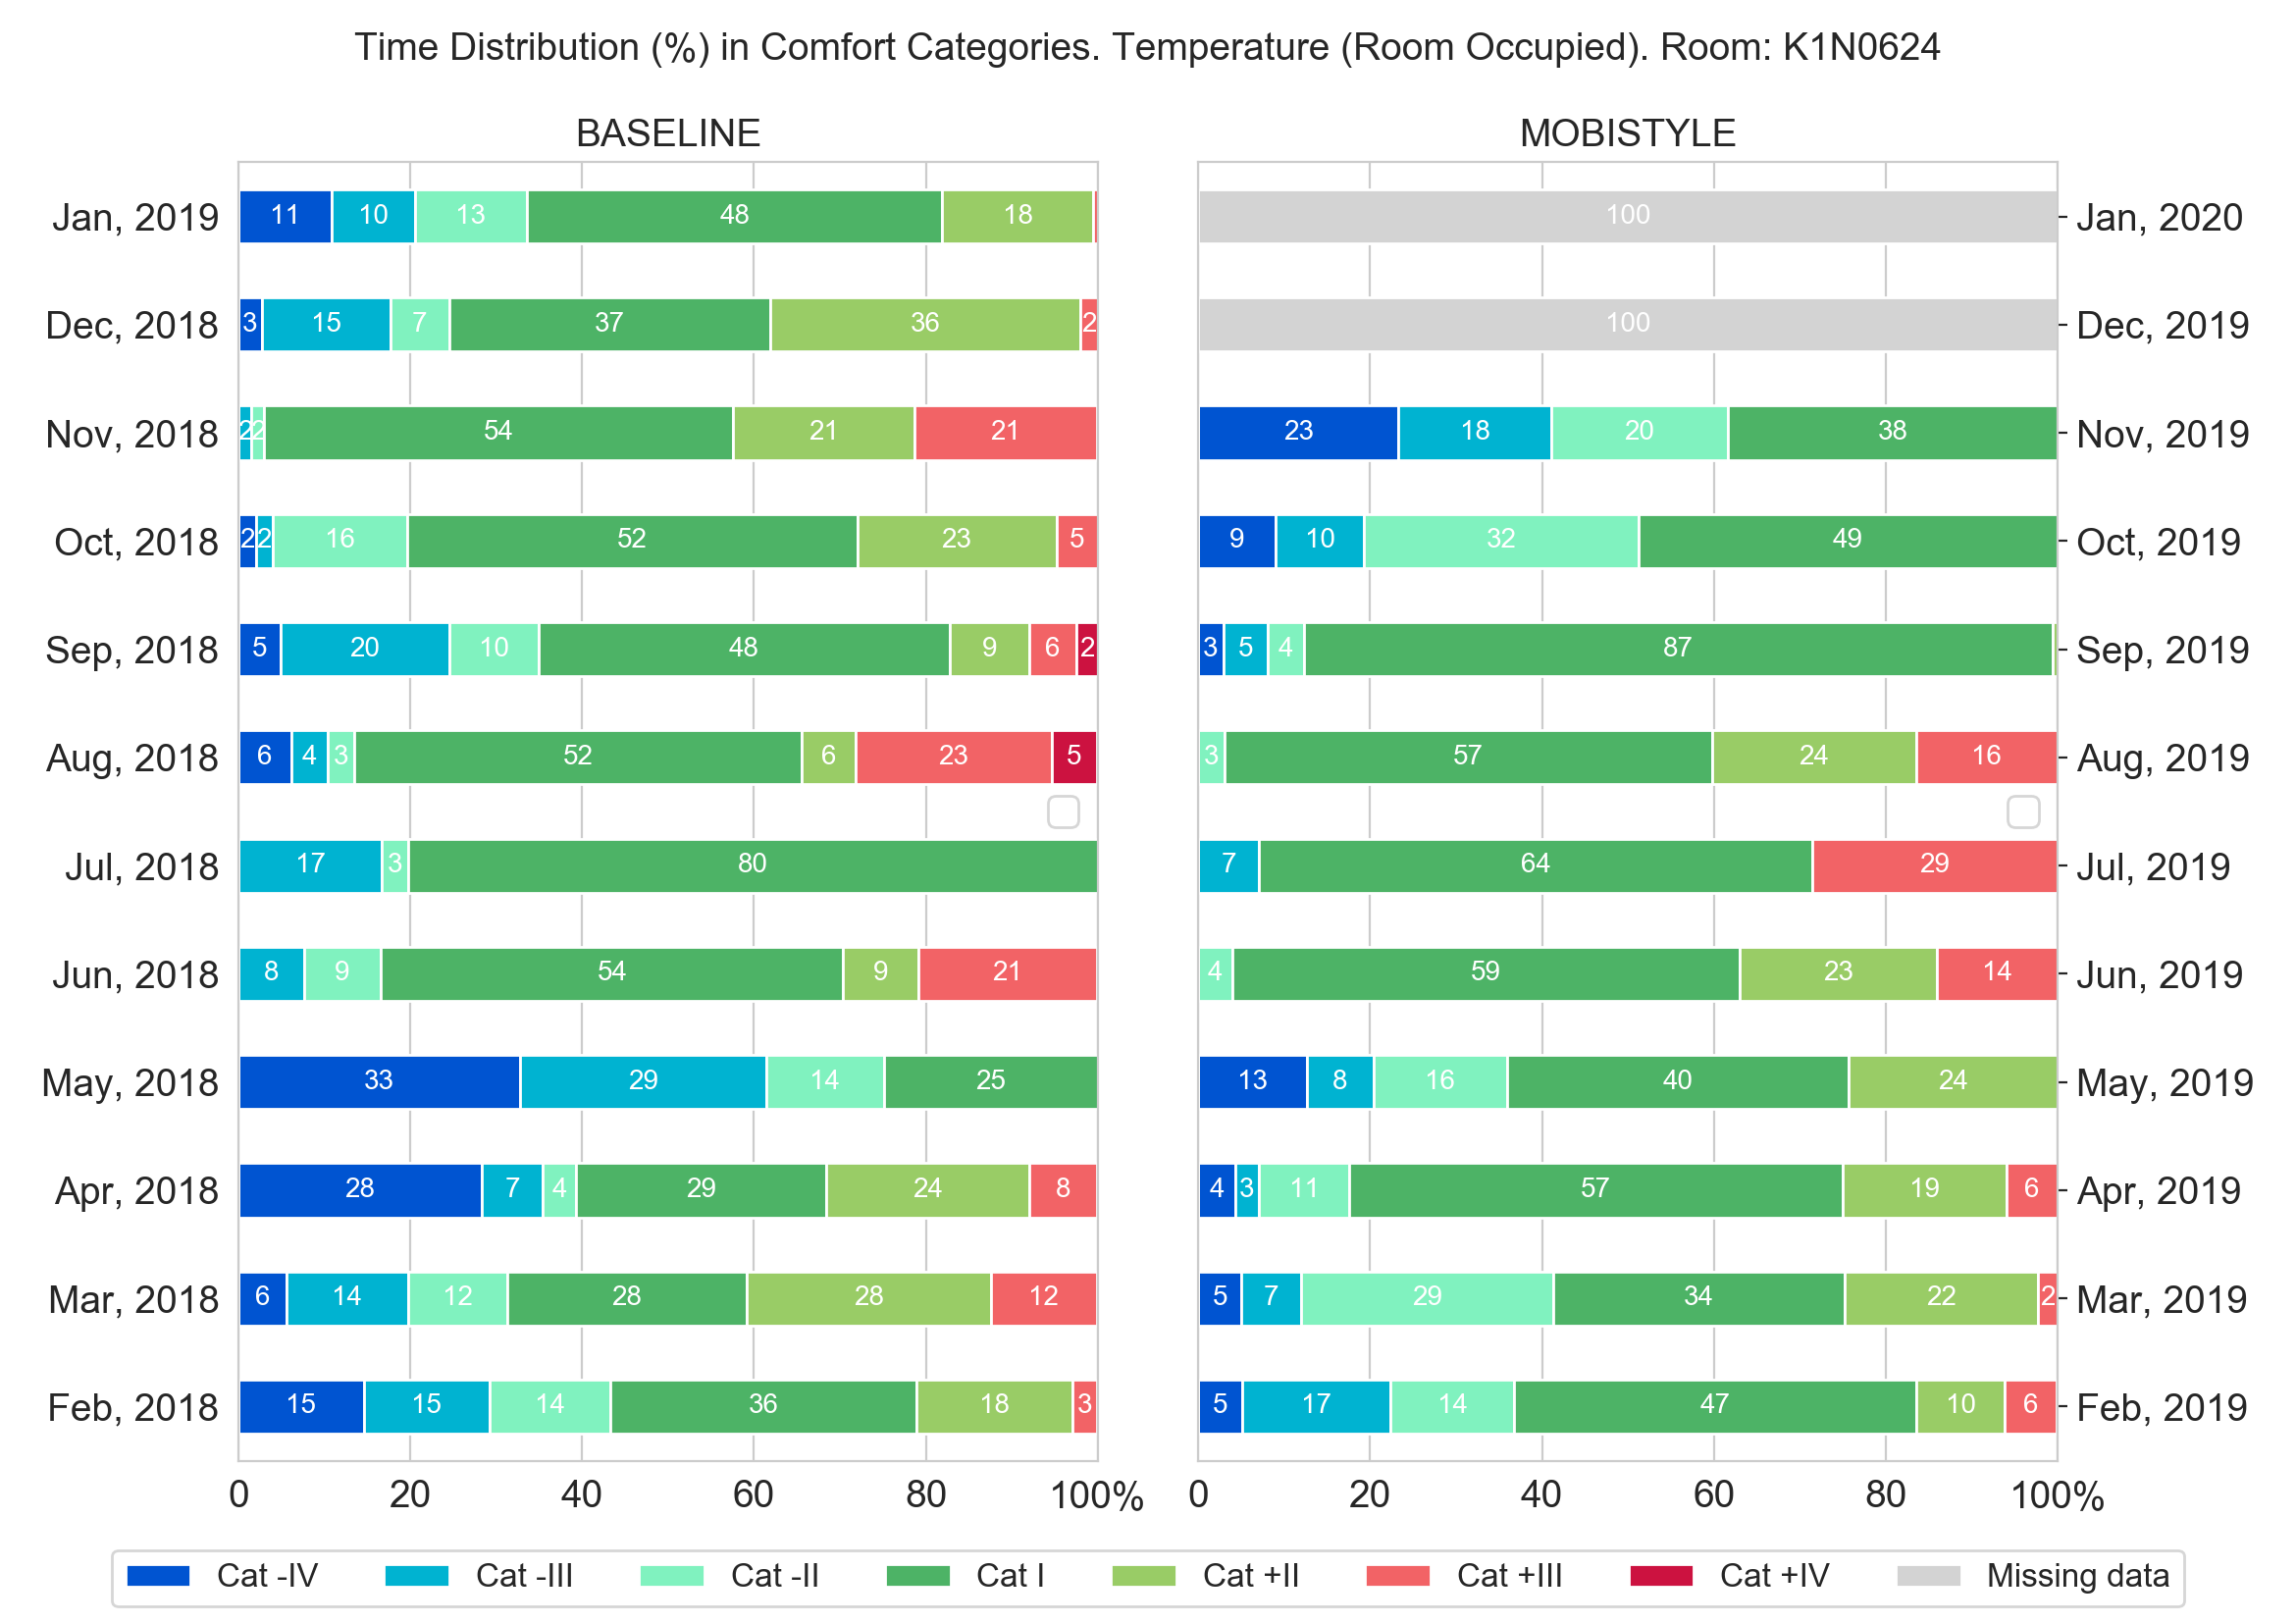 Time Distribution (%) in Comfort Categories. Temperature (Room Occupied). Room: K1N0624
BASELINE
MOBISTYLE
Jan, 2019 11 10 13 48 18
100 Jan, 2020
Dec, 2018 3 15 7 37 36 2
100 Dec, 2019
Nov, 2018 2 2 54 21 21
23 18 20 38 Nov, 2019
Oct, 2018 2 2 16 52 23 5
9 10 32 49 Oct, 2019
Sep, 2018 5 20 10 48 9 6 2
3 5 4 87 Sep, 2019
Aug, 2018 6 4 3 52 6 23 5
3 57 24 16 Aug, 2019
Jul, 2018 17 3 80
7 64 29 Jul, 2019
Jun, 2018 8 9 54 9 21
4 59 23 14 Jun, 2019
May, 2018 33 29 14 25
13 8 16 40 24 May, 2019
Apr, 2018 28 7 4 29 24 8
4 3 11 57 19 6 Apr, 2019
Mar, 2018 6 14 12 28 28 12
5 7 29 34 22 2 Mar, 2019
Feb, 2018 15 15 14 36 18 3
5 17 14 47 10 6 Feb, 2019
0 20 40 60 80 100%
0 20 40 60 80 100%
Cat -IV Cat -III Cat -II Cat I Cat +II Cat +III Cat +IV Missing data